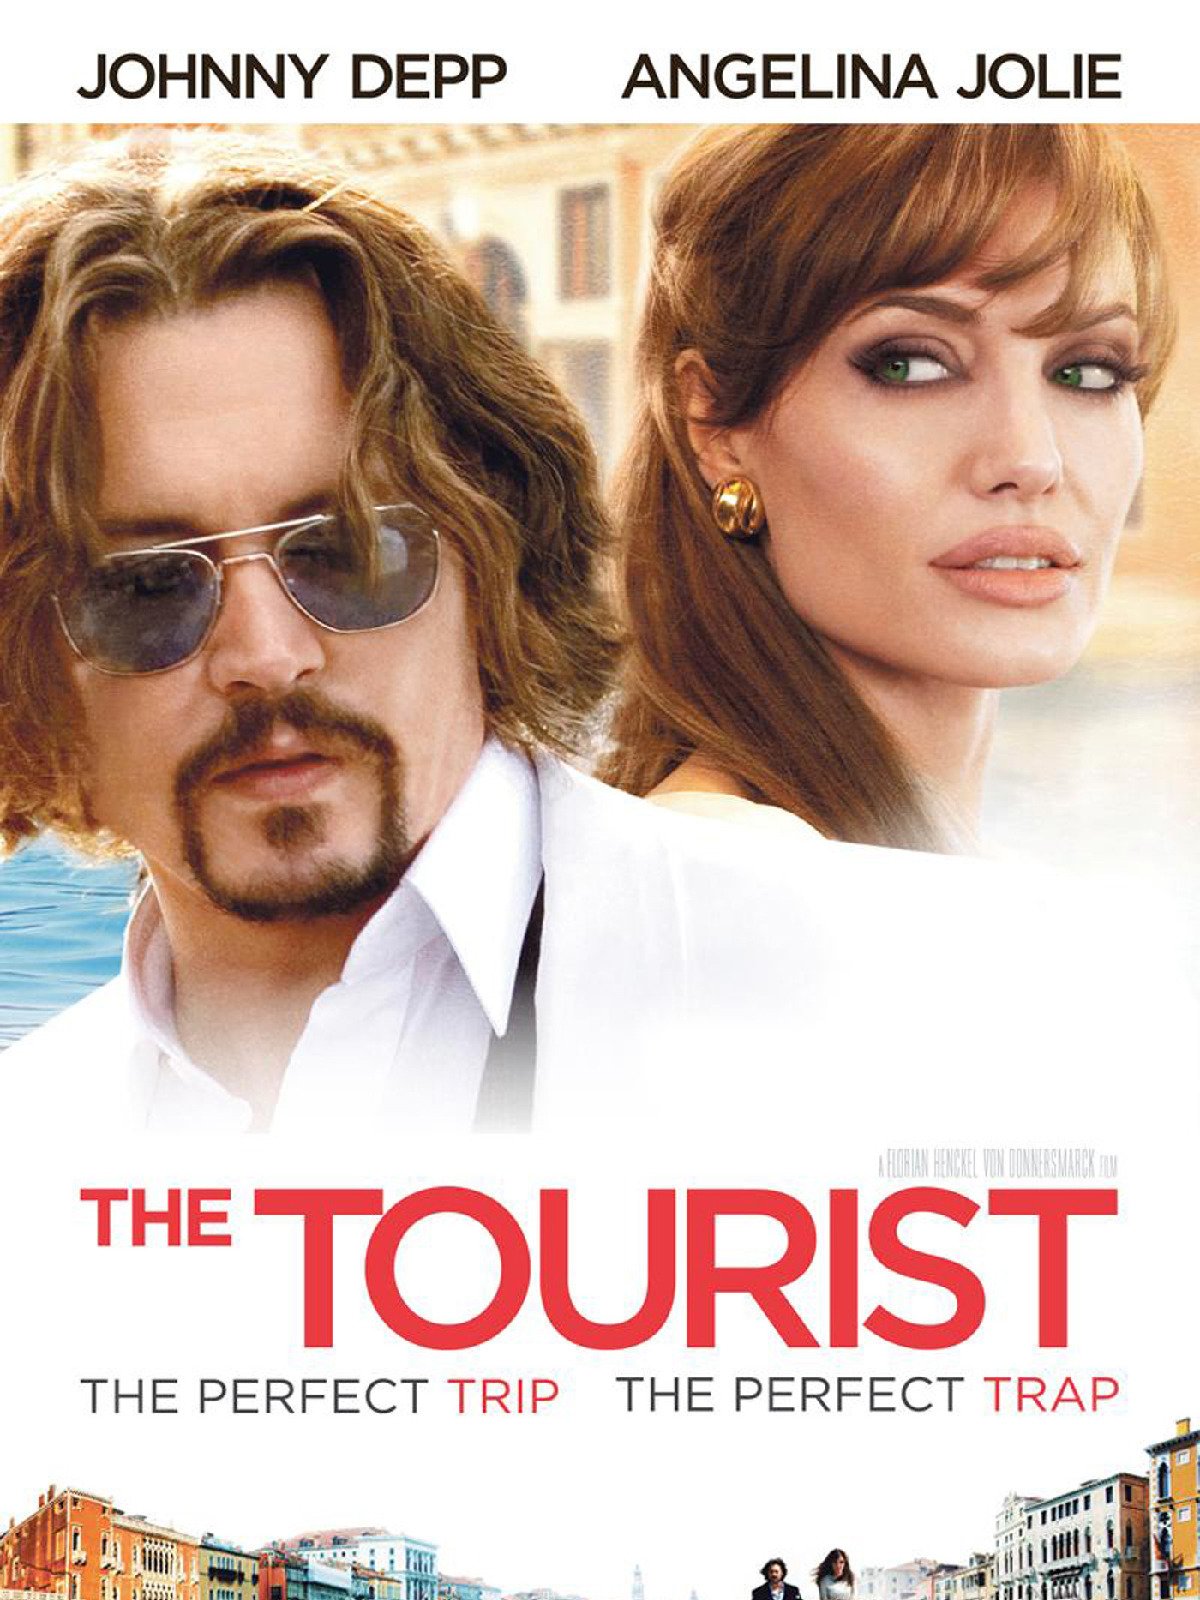 JOHNNY DEPP ANGELINA JOLIE
A FLORIAN HENCKEL VON DONNERSMARCK FILM
THE TOURIST
THE PERFECT TRIP THE PERFECT TRAP